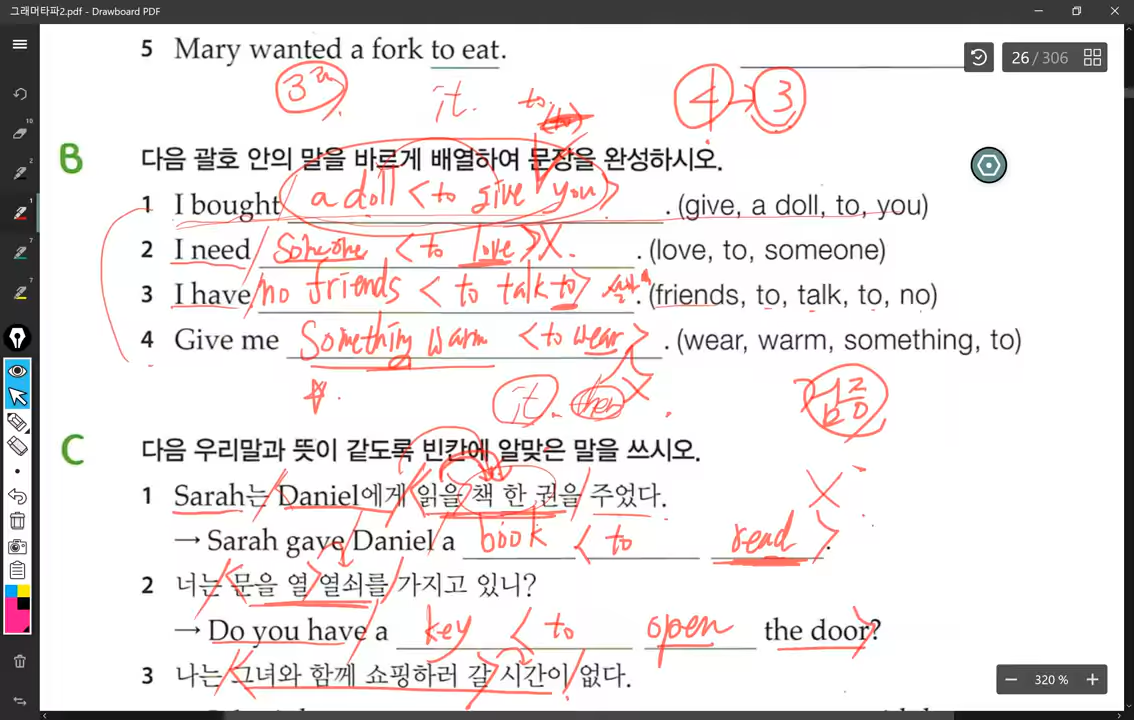 그래머타파2.pdf - Drawboard PDF
5 Mary wanted a fork to eat.
26 / 306
it.
4 → 3
to
B 다음 괄호 안의 말을 바르게 배열하여 문장을 완성하시오.
1 I bought a doll <to give you> . (give, a doll, to, you)
2 I need someone <to love> X. . (love, to, someone)
3 I have no friends <to talk to> . (friends, to, talk, to, no)
4 Give me Something warm <to wear> . (wear, warm, something, to)
it. X
C 다음 우리말과 뜻이 같도록 빈칸에 알맞은 말을 쓰시오.
1 Sarah는 Daniel에게 읽을 책 한 권을 주었다. X
→ Sarah gave Daniel a book <to read>.
2 너는 문을 열 열쇠를 가지고 있니?
→ Do you have a key <to open the door>?
3 나는 그녀와 함께 쇼핑하러 갈 시간이 없다.
320 %